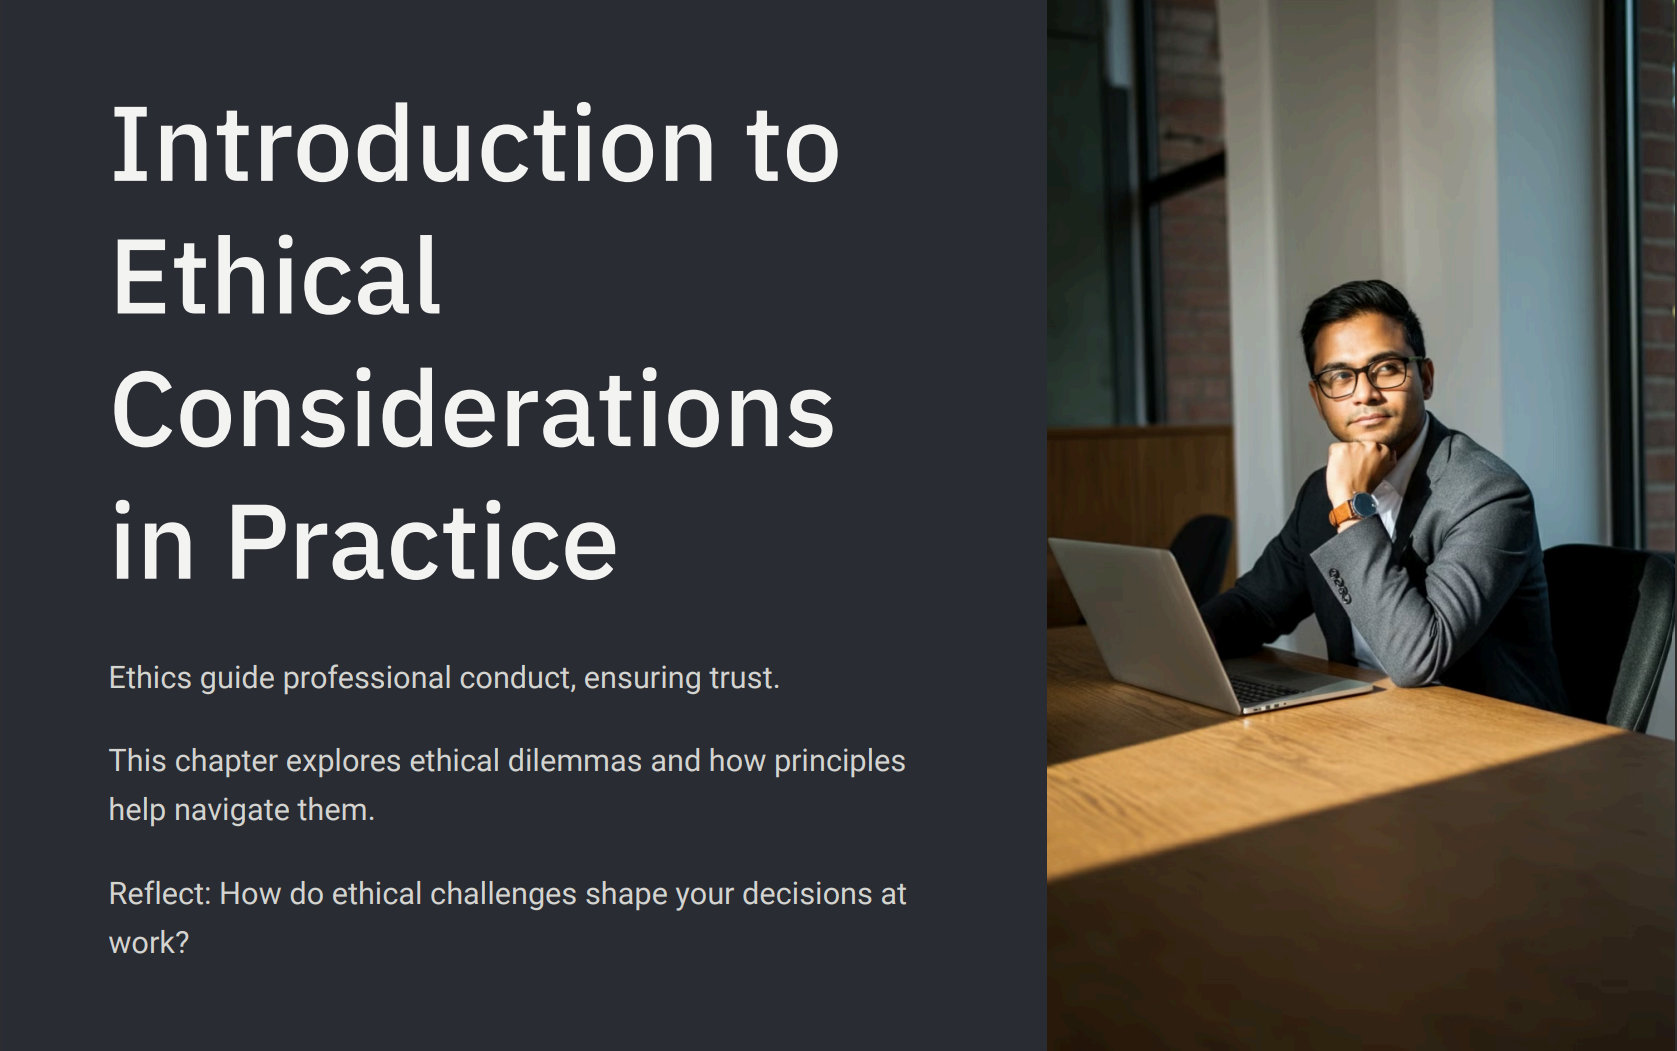 Introduction to
Ethical
Considerations
in Practice
Ethics guide professional conduct, ensuring trust.
This chapter explores ethical dilemmas and how principles
help navigate them.
Reflect: How do ethical challenges shape your decisions at
work?